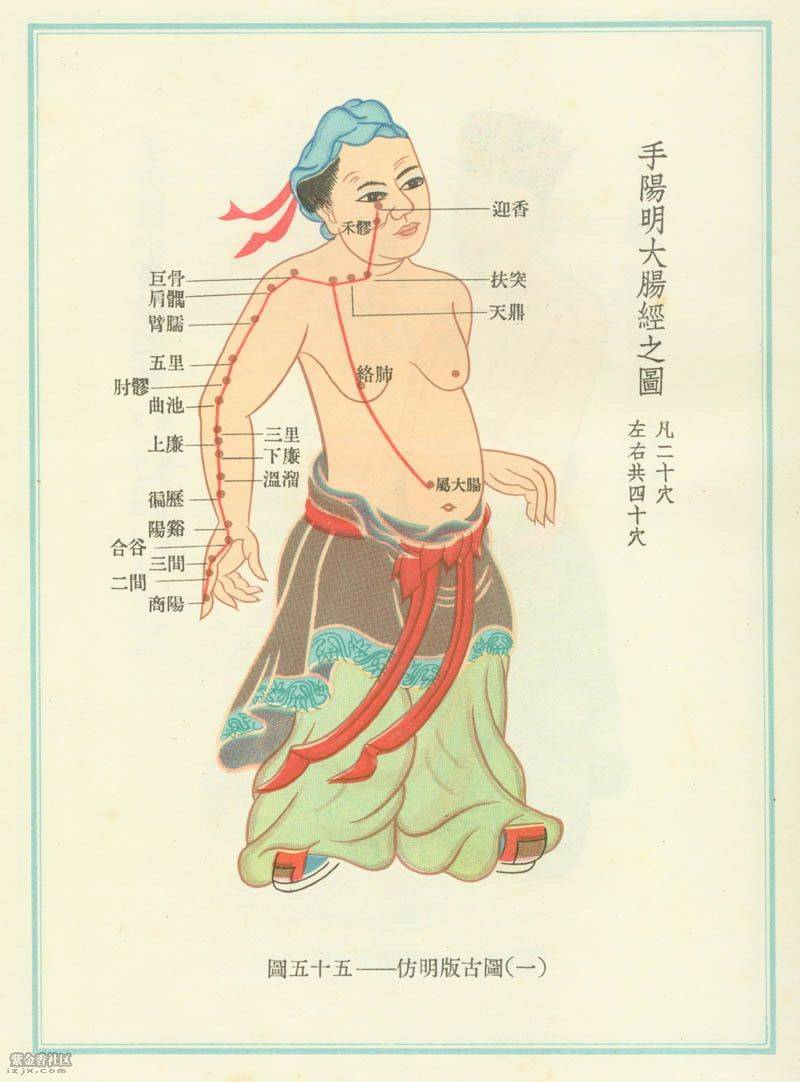 手陽明大腸經之圖
凡二十穴
左右共四十穴
迎香
禾髎
扶突
天鼎
巨骨
肩髃
臂臑
五里
肘髎
曲池
上廉
三里
下廉
溫溜
徧歷
陽谿
合谷
三間
二間
商陽
絡肺
屬大腸
圖五十五——仿明版古圖(一)
紫金香社区
izjx.com